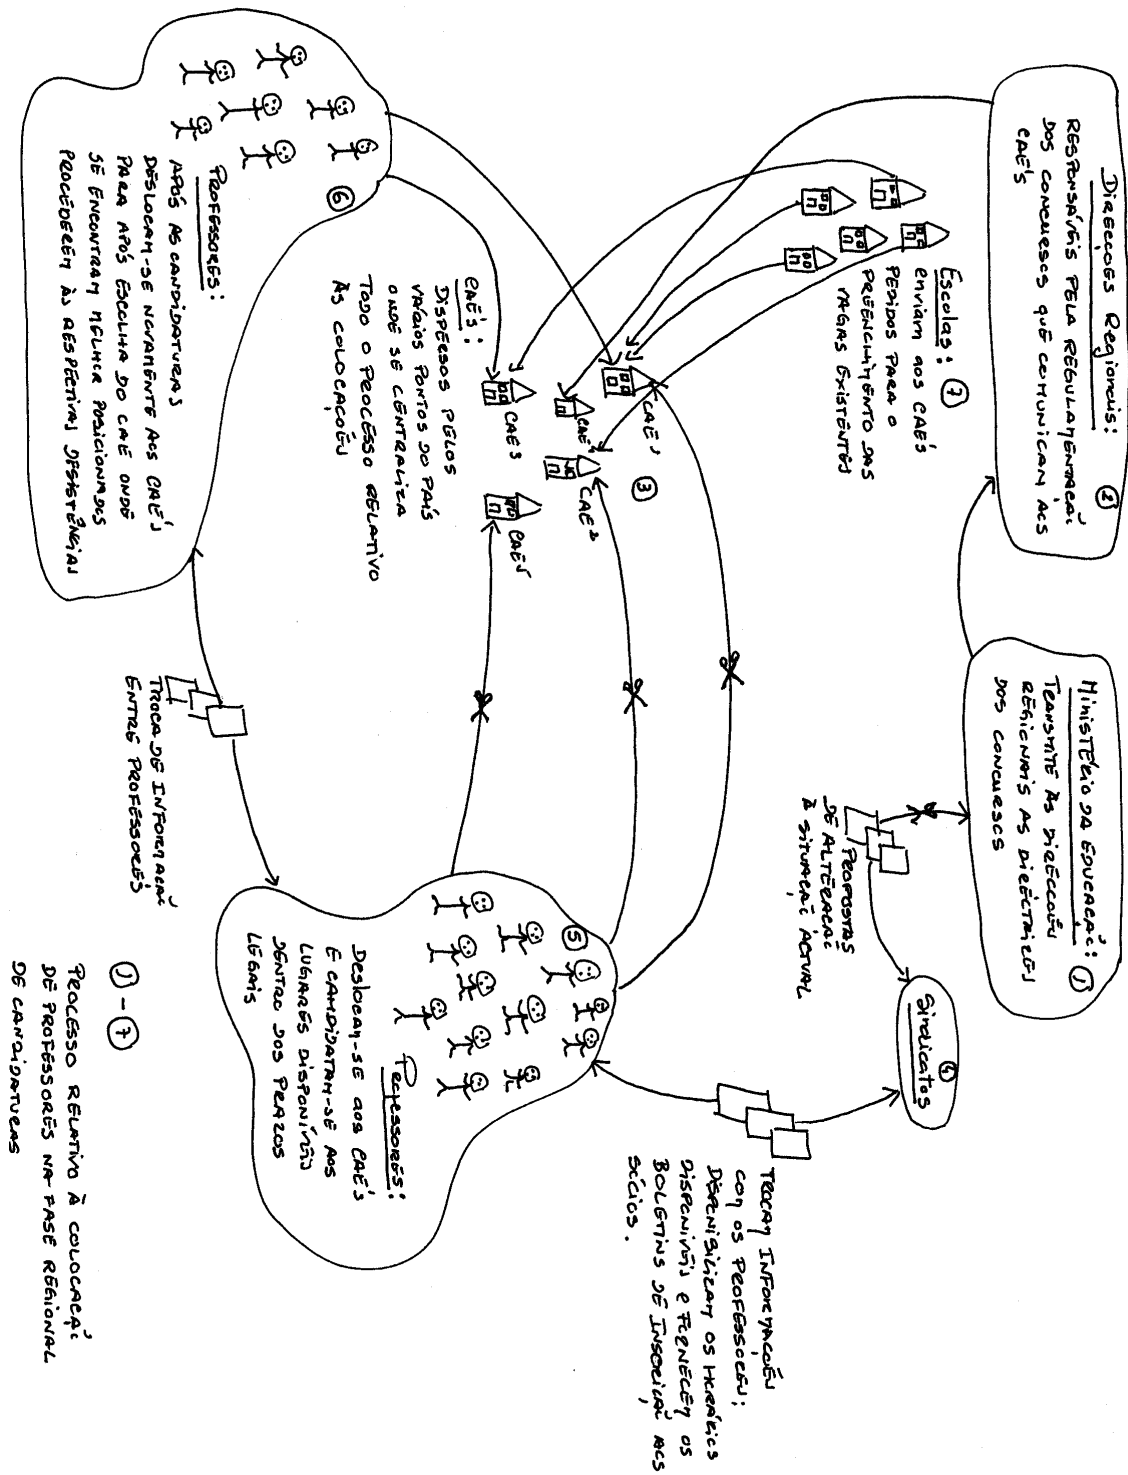 Direcções Regionais: ②
RESPONSÁVEIS PELA REGULAMENTAÇÃO
DOS CONCURSOS QUE COMUNICAM AOS
CAE'S
Ministério da Educação: ①
TRANSMITE ÀS DIRECÇÕES
REGIONAIS AS DIRECTRIZES
DOS CONCURSOS
Escolas: ⑦
enviam aos CAE'S
PEDIDOS PARA O
PREENCHIMENTO DAS
VAGAS EXISTENTES
PROPOSTAS
DE ALTERAÇÃO
À SITUAÇÃO ACTUAL
④
Sindicatos
TROCAM INFORMAÇÕES
COM OS PROFESSORES;
DISPONIBILIZAM OS HORÁRIOS
DISPONÍVEIS e FORNECEM OS
BOLETINS DE INSCRIÇÃO AOS
SÓCIOS.
CAE'S
CAE'S
CAE'S
CAE'S
CAE'S
③
CAE'S:
DISPERSOS PELOS
VÁRIOS PONTOS DO PAÍS
ONDE SE CENTRALIZA
TODO O PROCESSO RELATIVO
ÀS COLOCAÇÕES
⑤
Professores:
Deslocam-se aos CAE'S
E CANDIDATAM-SE AOS
LUGARES DISPONÍVEIS
DENTRO DOS PRAZOS
LEGAIS
⑥
PROFESSORES:
APÓS AS CANDIDATURAS
DESLOCAM-SE NOVAMENTE AOS CAE'S
PARA APÓS ESCOLHA DO CAE ONDE
SE ENCONTRAM MELHOR POSICIONADOS
PROCEDEREM ÀS RESPECTIVAS DESISTÊNCIAS
TROCA DE INFORMAÇÃO
ENTRE PROFESSORES
① - ⑦
PROCESSO RELATIVO À COLOCAÇÃO
DE PROFESSORES NA FASE REGIONAL
DE CANDIDATURAS